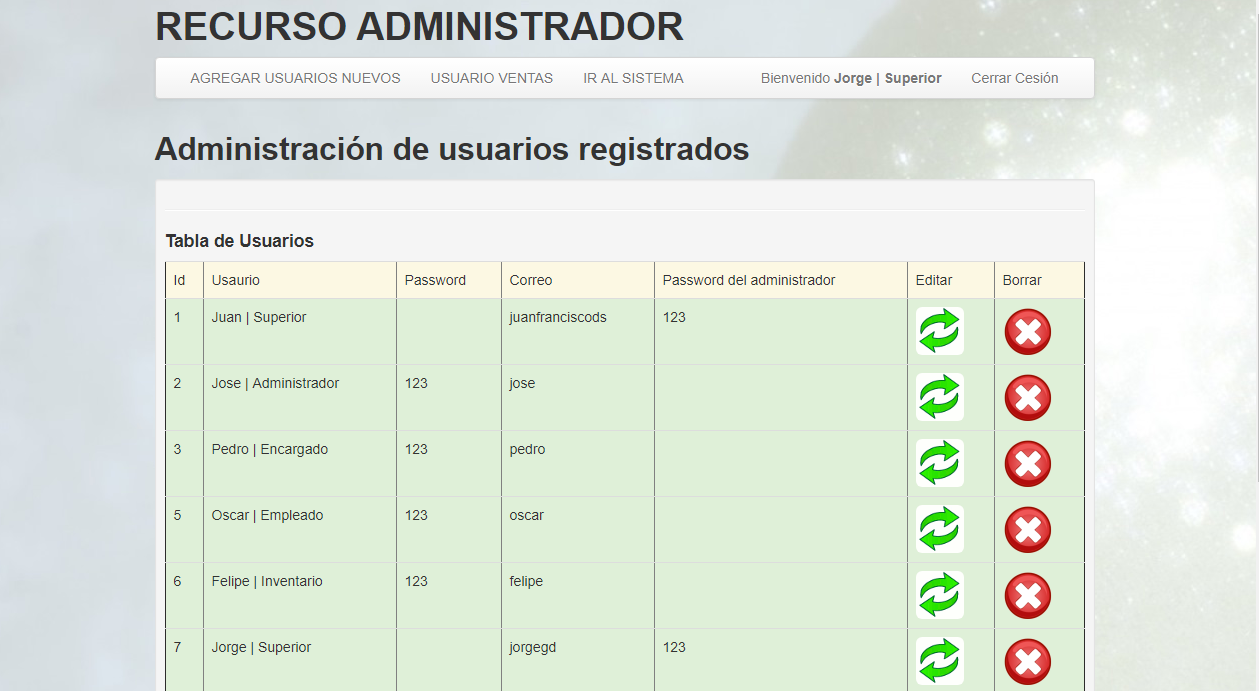 RECURSO ADMINISTRADOR
AGREGAR USUARIOS NUEVOS USUARIO VENTAS IR AL SISTEMA Bienvenido Jorge | Superior Cerrar Cesión
Administración de usuarios registrados
Tabla de Usuarios
Id Usaurio Password Correo Password del administrador Editar Borrar
1 Juan | Superior juanfranciscods 123
2 Jose | Administrador 123 jose
3 Pedro | Encargado 123 pedro
5 Oscar | Empleado 123 oscar
6 Felipe | Inventario 123 felipe
7 Jorge | Superior jorgegd 123